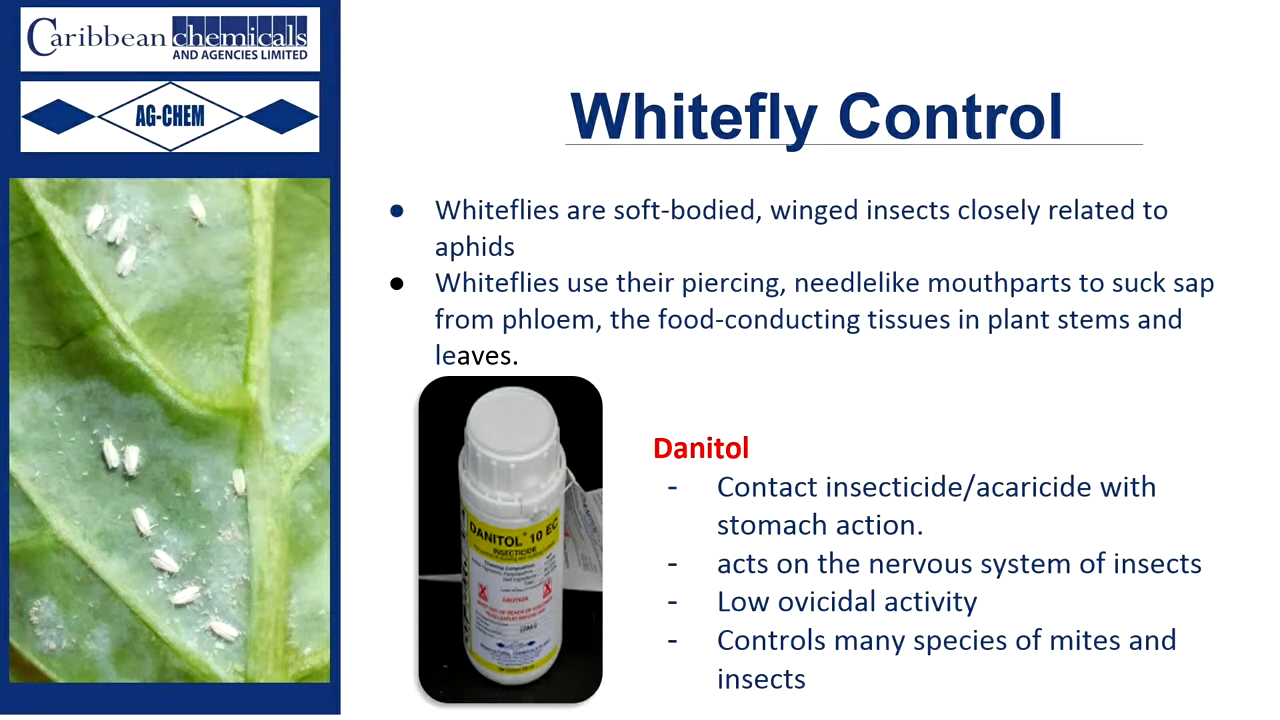 Caribbean chemicals
AND AGENCIES LIMITED
AG-CHEM
Whitefly Control
● Whiteflies are soft-bodied, winged insects closely related to
aphids
● Whiteflies use their piercing, needlelike mouthparts to suck sap
from phloem, the food-conducting tissues in plant stems and
leaves.
DANITOL 10 EC
INSECTICIDE
CAUTION
Danitol
- Contact insecticide/acaricide with
stomach action.
- acts on the nervous system of insects
- Low ovicidal activity
- Controls many species of mites and
insects